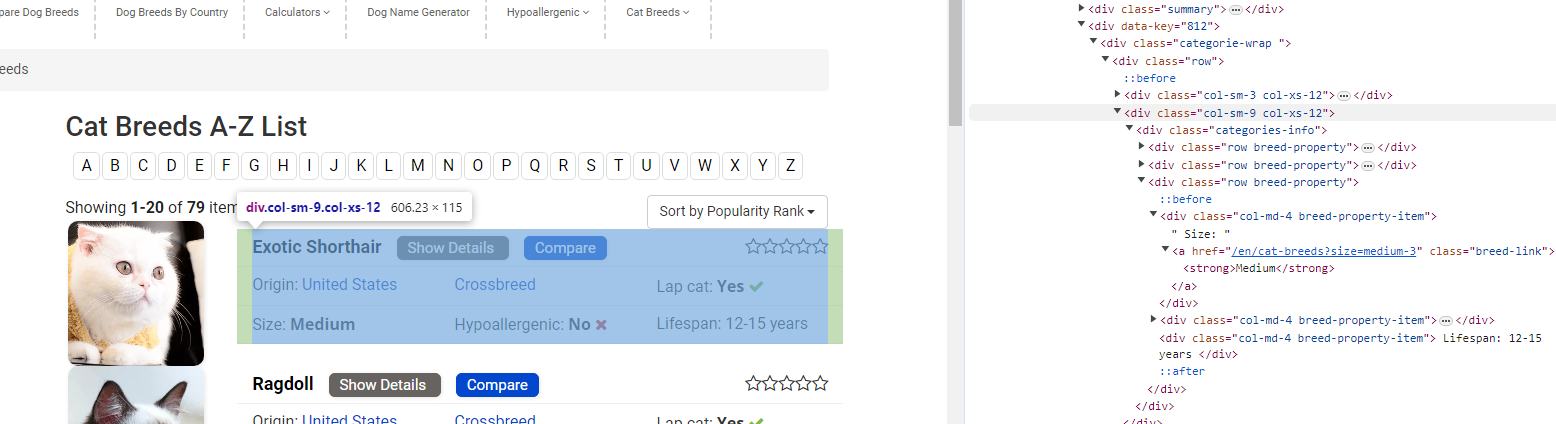 pare Dog Breeds Dog Breeds By Country Calculators Dog Name Generator Hypoallergenic Cat Breeds
eeds
Cat Breeds A-Z List
A B C D E F G H I J K L M N O P Q R S T U V W X Y Z
Showing 1-20 of 79 item
div.col-sm-9.col-xs-12 606.23 × 115
Sort by Popularity Rank
Exotic Shorthair Show Details Compare
Origin: United States Crossbreed Lap cat: Yes
Size: Medium Hypoallergenic: No Lifespan: 12-15 years
Ragdoll Show Details Compare
Origin: United States Crossbreed Lap cat: Yes
<div class="summary"> </div>
<div data-key="812">
<div class="categorie-wrap ">
<div class="row">
::before
<div class="col-sm-3 col-xs-12"> </div>
<div class="col-sm-9 col-xs-12">
<div class="categories-info">
<div class="row breed-property"> </div>
<div class="row breed-property"> </div>
<div class="row breed-property">
::before
<div class="col-md-4 breed-property-item">
" Size: "
<a href="/en/cat-breeds?size=medium-3" class="breed-link">
<strong>Medium</strong>
</a>
</div>
<div class="col-md-4 breed-property-item"> </div>
<div class="col-md-4 breed-property-item"> Lifespan: 12-15
years </div>
::after
</div>
</div>
</div>